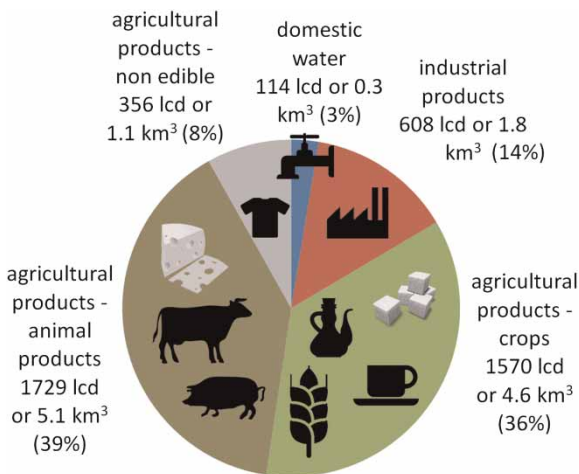 agricultural
products -
non edible
356 lcd or
1.1 km³ (8%)
domestic
water
114 lcd or 0.3
km³ (3%)
industrial
products
608 lcd or 1.8
km³ (14%)
agricultural
products -
animal
products
1729 lcd
or 5.1 km³
(39%)
agricultural
products -
crops
1570 lcd
or 4.6 km³
(36%)